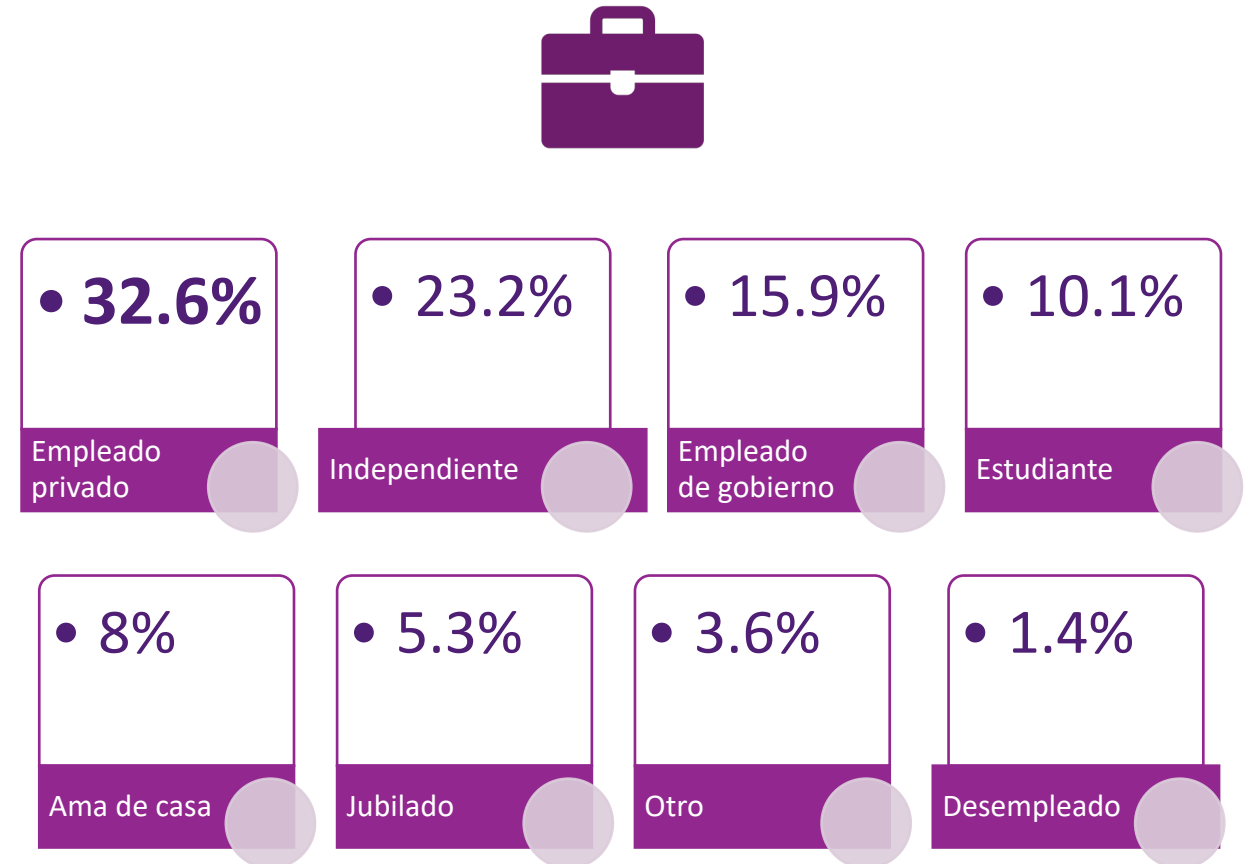 • 32.6%
• 23.2%
• 15.9%
• 10.1%
Empleado
privado
Independiente
Empleado
de gobierno
Estudiante
• 8%
• 5.3%
• 3.6%
• 1.4%
Ama de casa
Jubilado
Otro
Desempleado